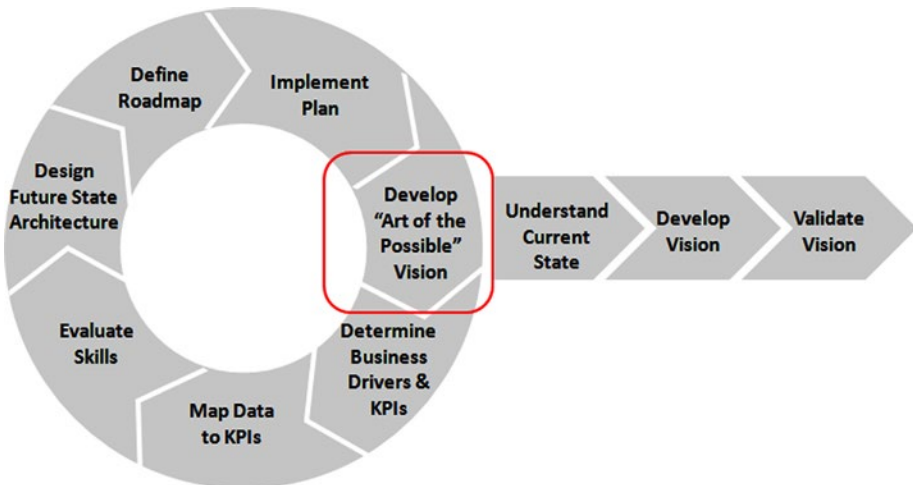 Define
Roadmap
Implement
Plan
Design
Future State
Architecture
Develop
“Art of the
Possible”
Vision
Understand
Current
State
Develop
Vision
Validate
Vision
Evaluate
Skills
Determine
Business
Drivers &
KPIs
Map Data
to KPIs